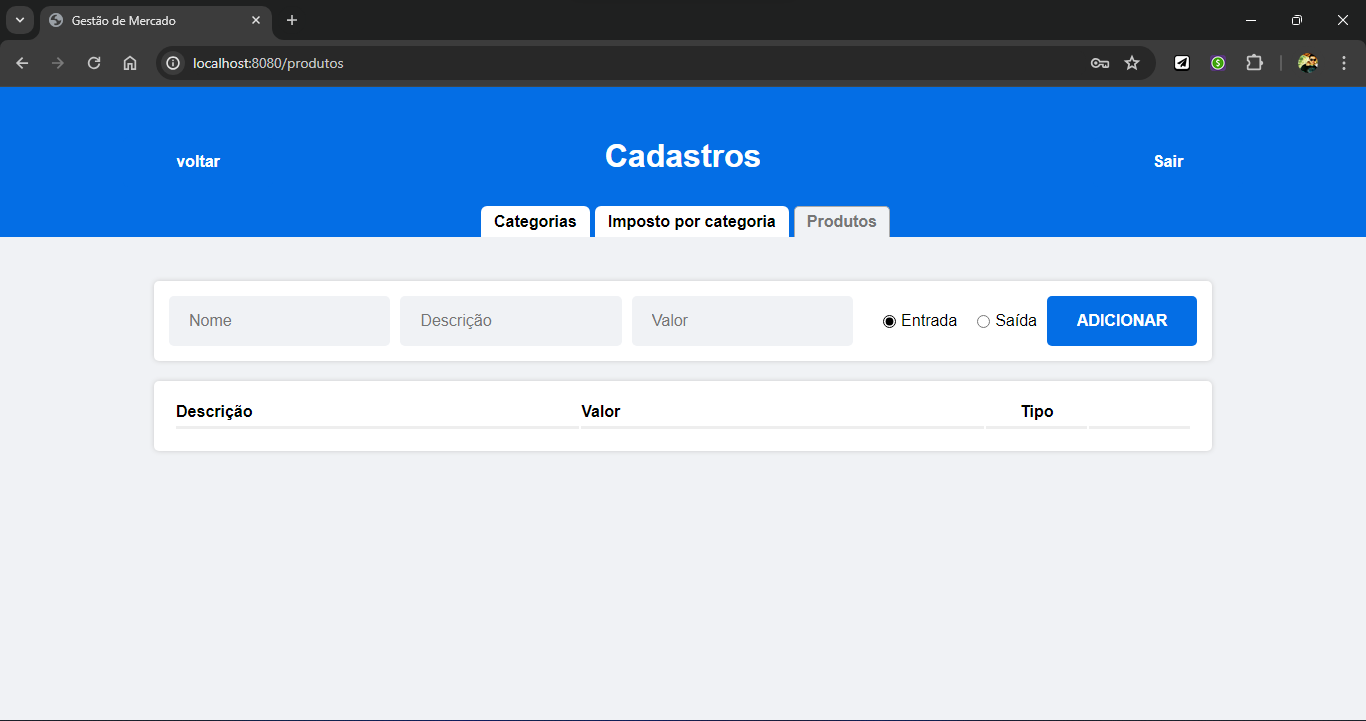 Gestão de Mercado
localhost:8080/produtos
voltar
Cadastros
Sair
Categorias
Imposto por categoria
Produtos
Nome
Descrição
Valor
Entrada
Saída
ADICIONAR
Descrição
Valor
Tipo